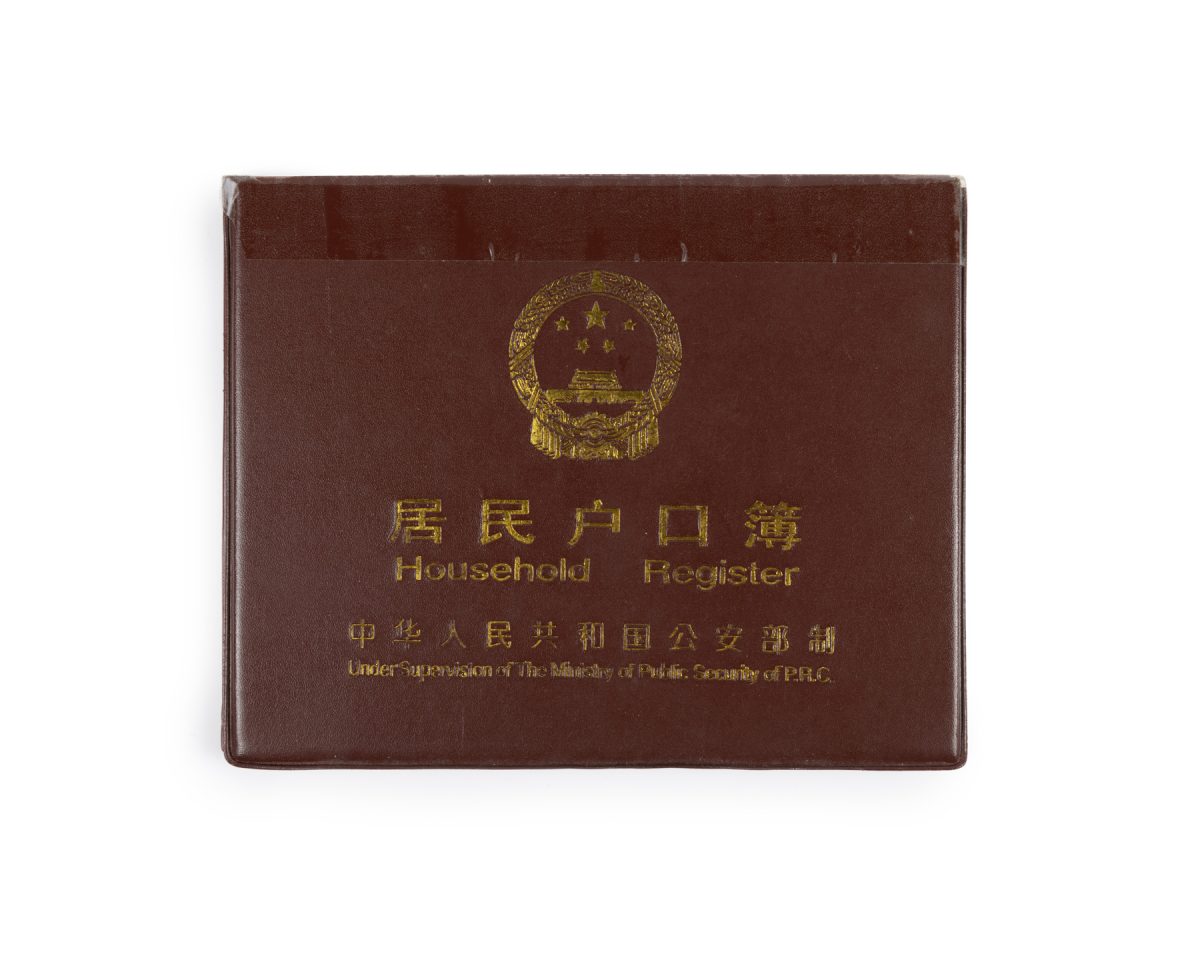 居民户口簿
Household Register
中华人民共和国公安部制
Under Supervision of The Ministry of Public Security of P.R.C.